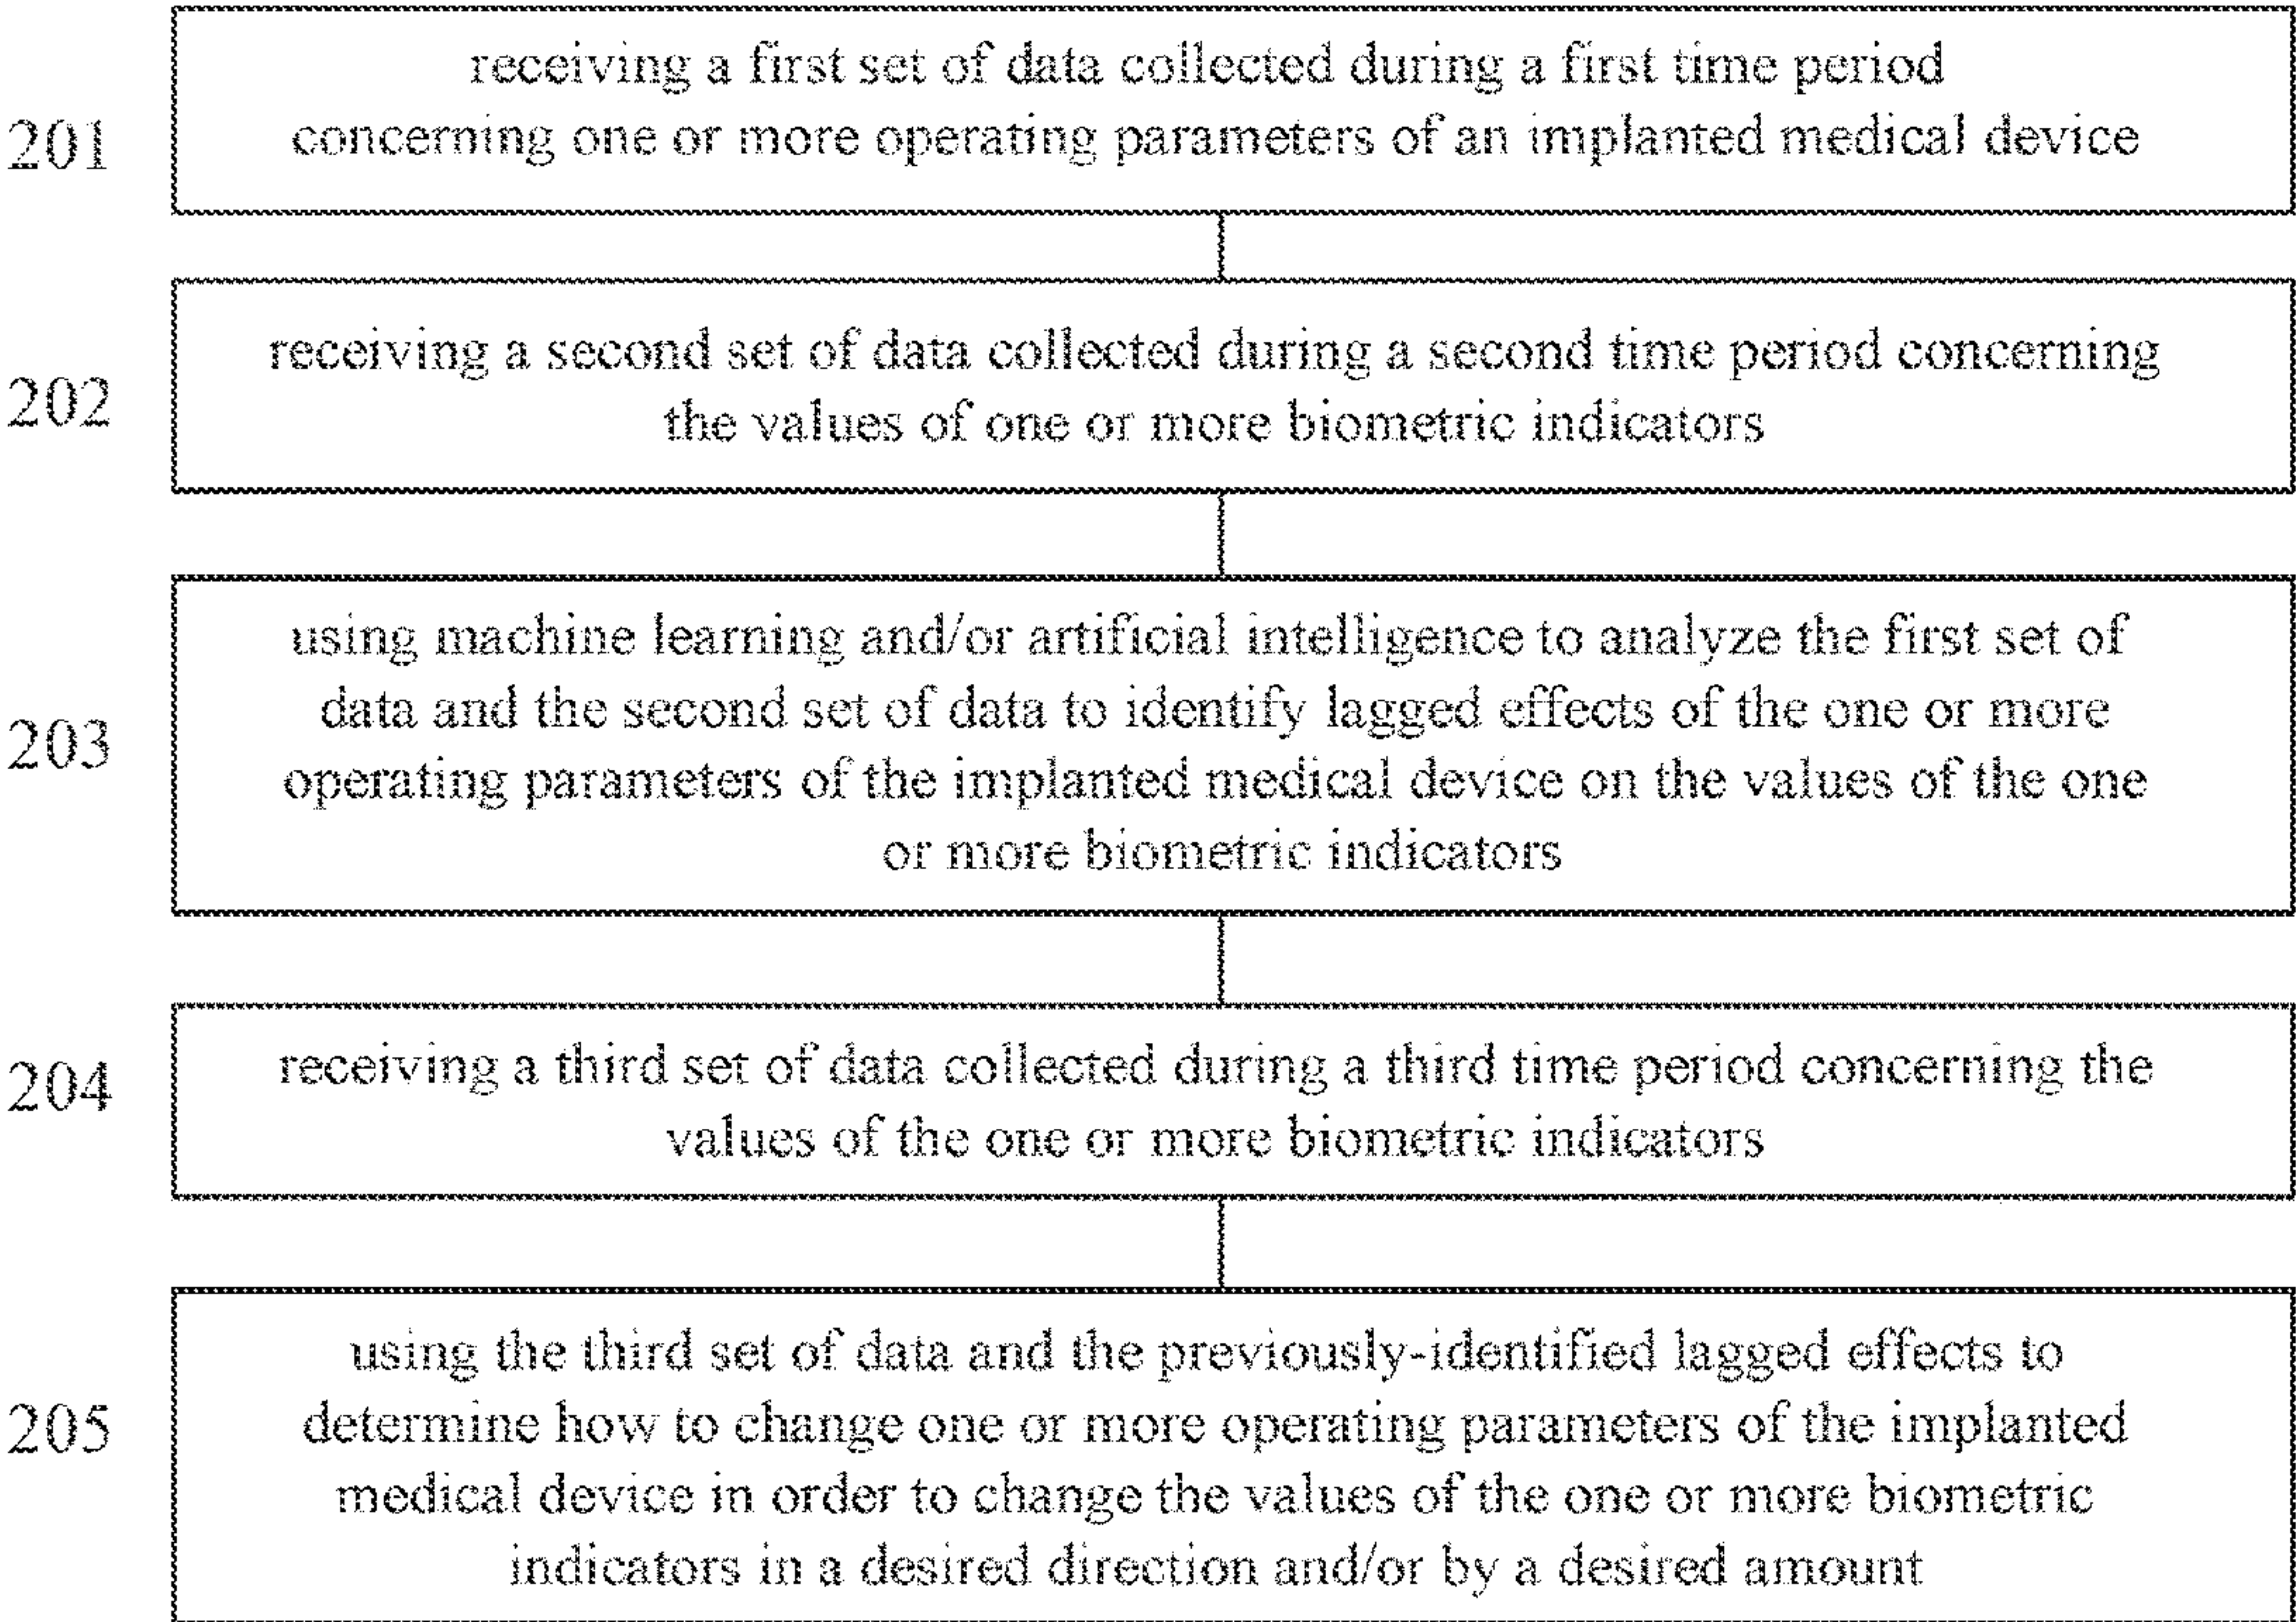 receiving a first set of data collected during a first time period
201
concerning one or more operating parameters of an implanted medical device
receiving a second set of data collected during a second time period concerning
202
the values of one or more biometric indicators
using machine learning and/or artificial intelligence to analyze the first set of
data and the second set of data to identify lagged effects of the one or more
203
operating parameters of the implanted medical device on the values of the one
or more biometric indicators
receiving a third set of data collected during a third time period concerning the
204
values of the one or more biometric indicators
using the third set of data and the previously-identified lagged effects to
determine how to change one or more operating parameters of the implanted
205
medical device in order to change the values of the one or more biometric
indicators in a desired direction and/or by a desired amount